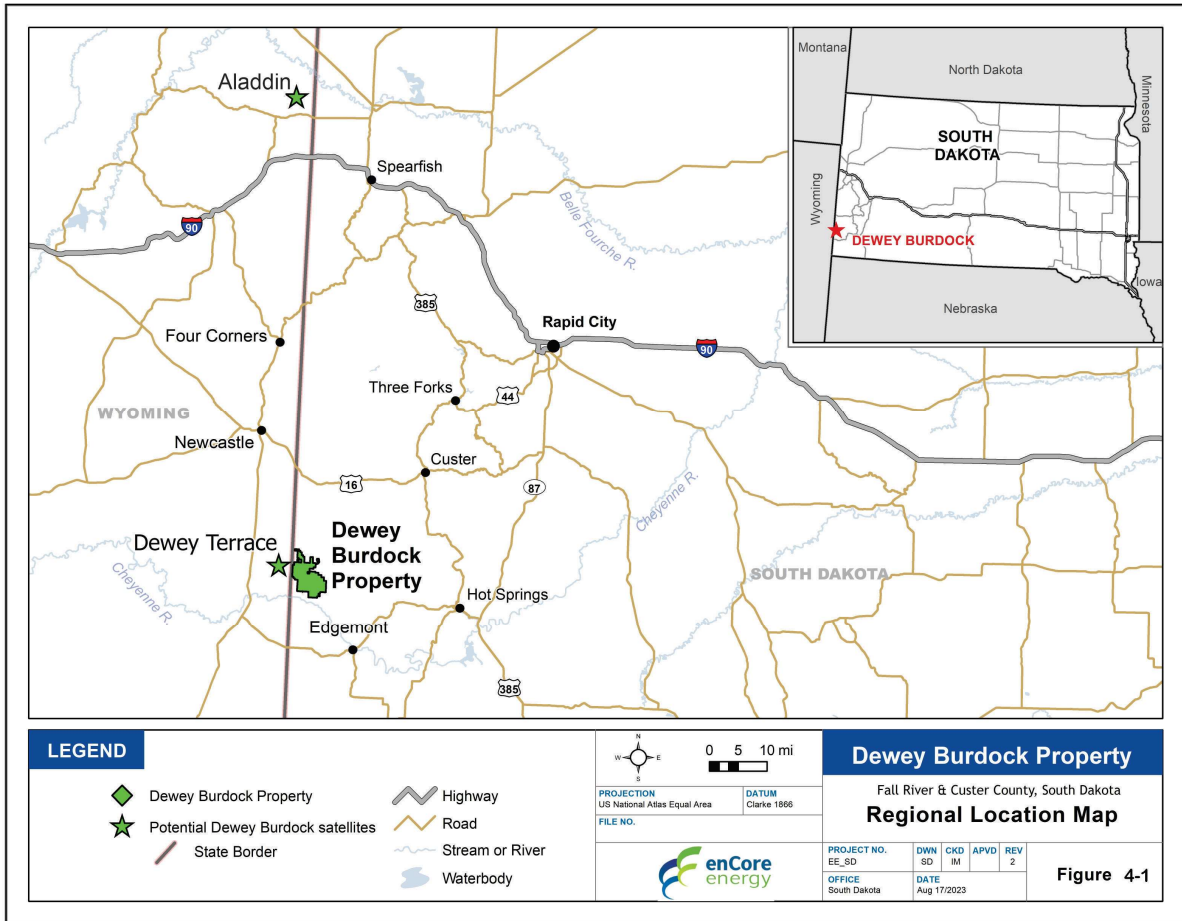 Aladdin
Spearfish
90
Belle Fourche R.
385
Four Corners
Rapid City
90
Three Forks
44
WYOMING
Newcastle
Custer
16
87
Cheyenne R.
Dewey Terrace
Dewey
Burdock
Property
SOUTH DAKOTA
Cheyenne R.
Hot Springs
Edgemont
385
Montana
North Dakota
Minnesota
SOUTH
DAKOTA
Wyoming
DEWEY BURDOCK
Iowa
Nebraska
LEGEND
Dewey Burdock Property
Potential Dewey Burdock satellites
State Border
Highway
Road
Stream or River
Waterbody
N
W E
S
0 5 10 mi
PROJECTION
US National Atlas Equal Area
DATUM
Clarke 1866
FILE NO.
enCore
energy
Dewey Burdock Property
Fall River & Custer County, South Dakota
Regional Location Map
PROJECT NO.
EE_SD
DWN
SD
CKD
IM
APVD
REV
2
OFFICE
South Dakota
DATE
Aug 17/2023
Figure 4-1